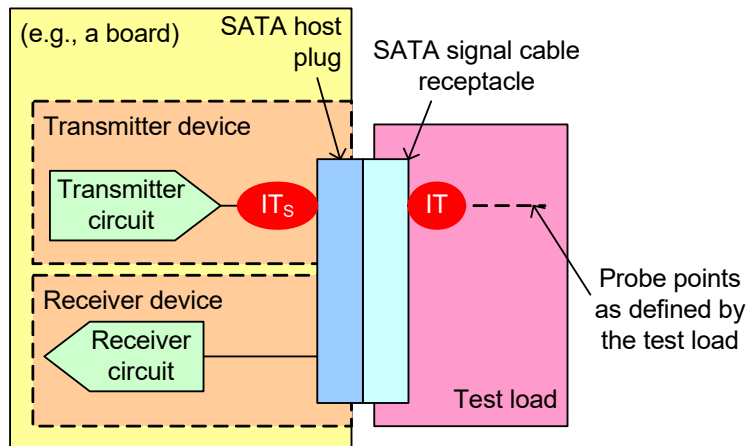 (e.g., a board)
SATA host
plug
SATA signal cable
receptacle
Transmitter device
Transmitter
circuit
ITS
IT
Receiver device
Receiver
circuit
Probe points
as defined by
the test load
Test load